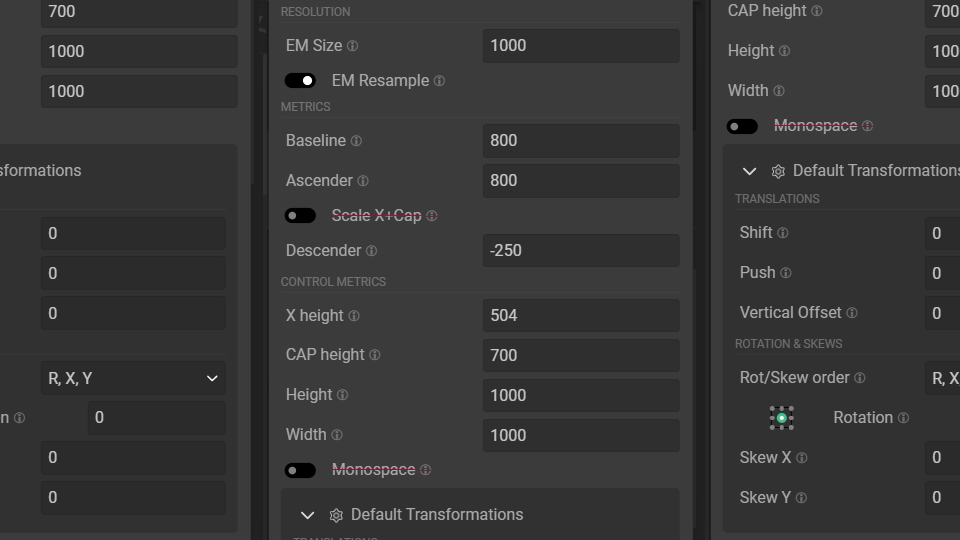 700
1000
1000
sformations
0
0
0
R, X, Y
n 0
0
0
RESOLUTION
EM Size 1000
EM Resample
METRICS
Baseline 800
Ascender 800
Scale X+Cap
Descender -250
CONTROL METRICS
X height 504
CAP height 700
Height 1000
Width 1000
Monospace
Default Transformations
CAP height 700
Height 100
Width 100
Monospace
Default Transformations
TRANSLATIONS
Shift 0
Push 0
Vertical Offset 0
ROTATION & SKEWS
Rot/Skew order R, X
Rotation
Skew X 0
Skew Y 0